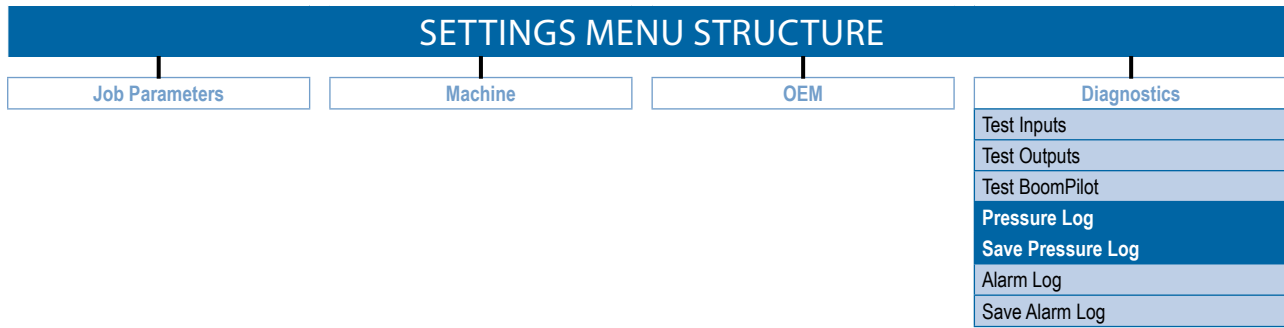 SETTINGS MENU STRUCTURE
Job Parameters
Machine
OEM
Diagnostics
Test Inputs
Test Outputs
Test BoomPilot
Pressure Log
Save Pressure Log
Alarm Log
Save Alarm Log